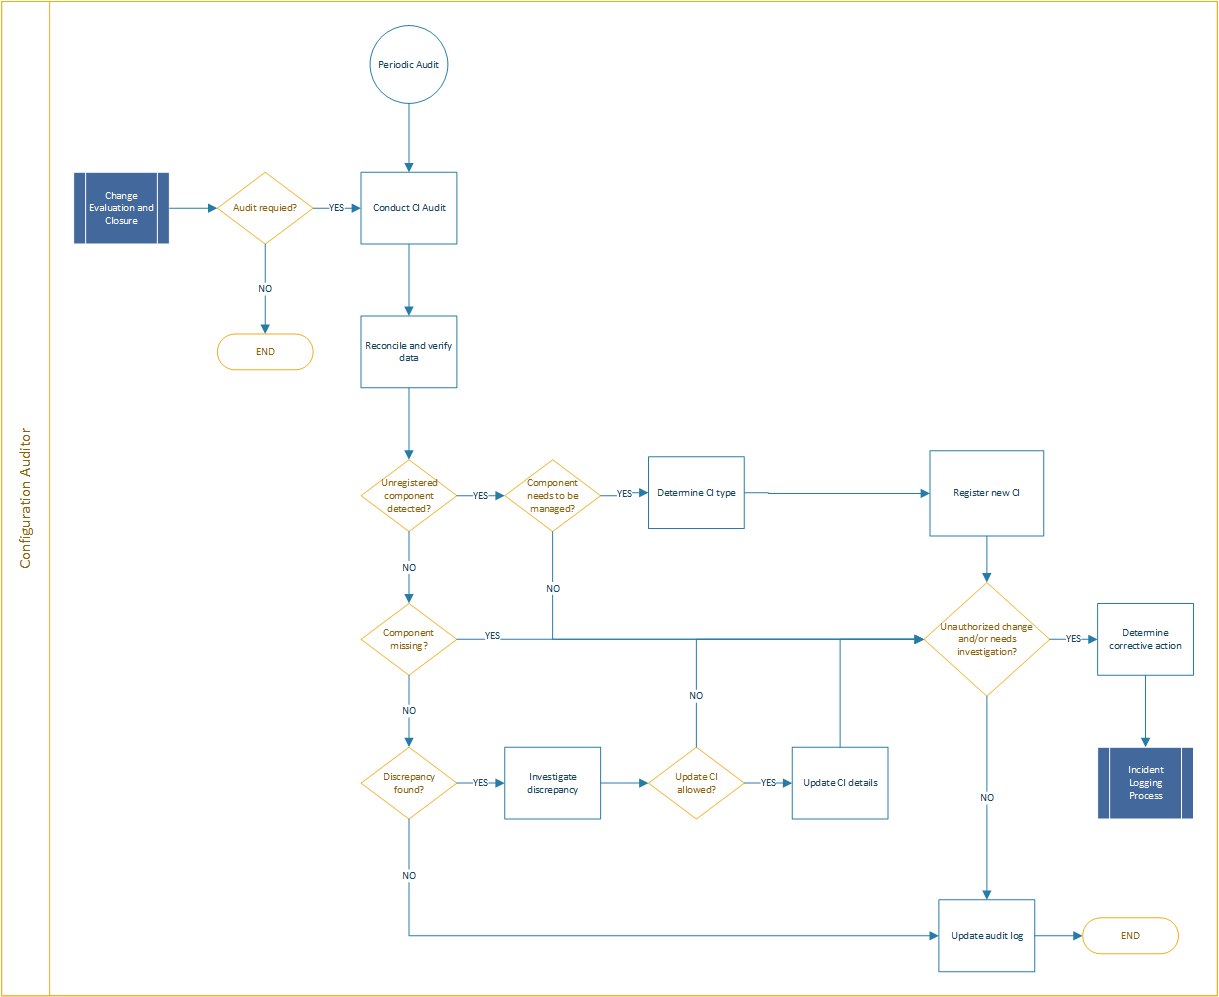 Periodic Audit
Change
Evaluation and
Closure
Audit requied?
YES
Conduct CI Audit
NO
END
Reconcile and verify
data
Configuration Auditor
Unregistered
component
detected?
YES
Component
needs to be
managed?
YES
Determine CI type
Register new CI
NO
NO
Component
missing?
YES
Unauthorized change
and/or needs
investigation?
YES
Determine
corrective action
NO
NO
Discrepancy
found?
YES
Investigate
discrepancy
Update CI
allowed?
YES
Update CI details
Incident
Logging
Process
NO
NO
Update audit log
END